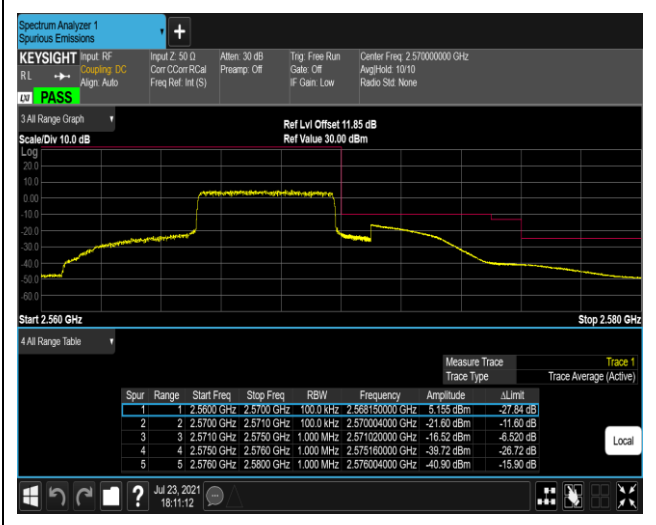 Spectrum Analyzer 1
Spurious Emissions
+
KEYSIGHT Input: RF Input Z: 50 Ω Atten: 30 dB Trig: Free Run Center Freq: 2.570000000 GHz
RL Coupling: DC Corr CCorr RCal Preamp: Off Gate: Off Avg|Hold: 10/10
Align: Auto Freq Ref: Int (S) IF Gain: Low Radio Std: None
LXI PASS
3 All Range Graph
Ref Lvl Offset 11.85 dB
Scale/Div 10.0 dB Ref Value 30.00 dBm
Log
20.0
10.0
0.00
-10.0
-20.0
-30.0
-40.0
-50.0
-60.0
Start 2.560 GHz Stop 2.580 GHz
4 All Range Table
Measure Trace Trace 1
Trace Type Trace Average (Active)
Spur Range Start Freq Stop Freq RBW Frequency Amplitude ΔLimit
1 1 2.5600 GHz 2.5700 GHz 100.0 kHz 2.568150000 GHz 5.155 dBm -27.84 dB
2 2 2.5700 GHz 2.5710 GHz 100.0 kHz 2.570004000 GHz -21.60 dBm -11.60 dB
3 3 2.5710 GHz 2.5750 GHz 1.000 MHz 2.571020000 GHz -16.52 dBm -6.520 dB
4 4 2.5750 GHz 2.5760 GHz 1.000 MHz 2.575160000 GHz -39.72 dBm -26.72 dB
5 5 2.5760 GHz 2.5800 GHz 1.000 MHz 2.576004000 GHz -40.90 dBm -15.90 dB
Local
? Jul 23, 2021
18:11:12